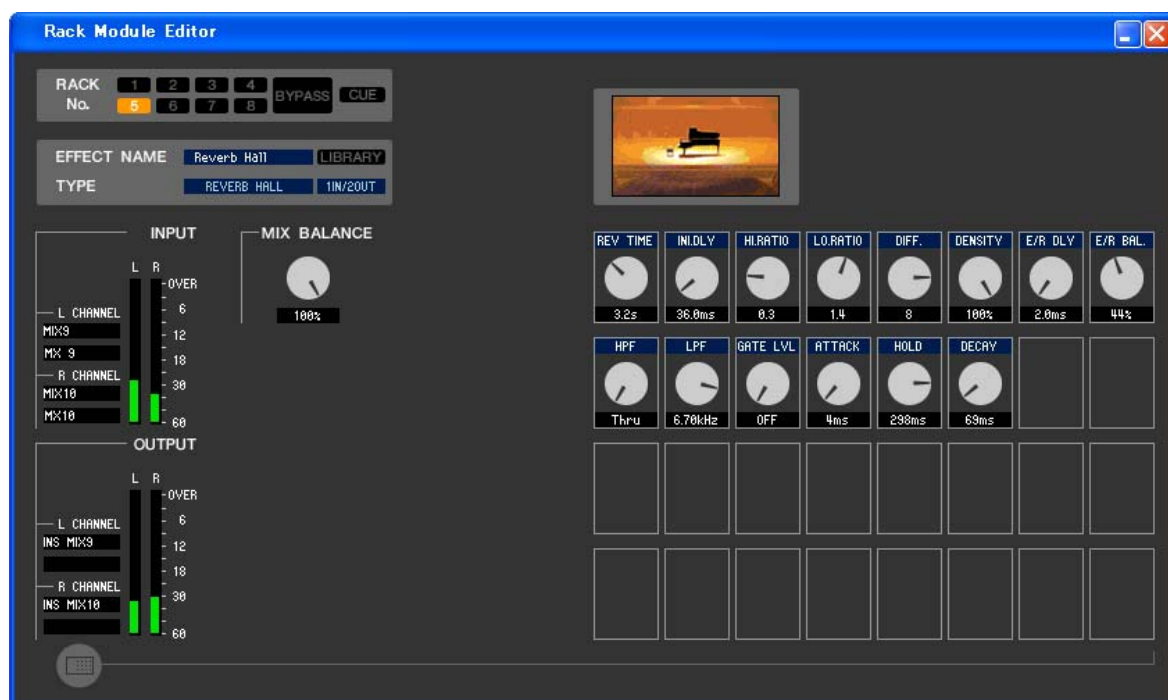 Rack Module Editor
RACK No.
1 2 3 4
5 6 7 8
BYPASS CUE
EFFECT NAME Reverb Hall LIBRARY
TYPE REVERB HALL 1IN/2OUT
INPUT
L R
OVER
6
12
18
30
60
L CHANNEL
MIX9
MX 9
R CHANNEL
MIX10
MX10
MIX BALANCE
100%
OUTPUT
L R
OVER
6
12
18
30
60
L CHANNEL
INS MIX9
R CHANNEL
INS MIX10
REV TIME INI.DLY HI.RATIO LO.RATIO DIFF. DENSITY E/R DLY E/R BAL.
3.2s 36.0ms 0.3 1.4 8 100% 2.0ms 44%
HPF LPF GATE LVL ATTACK HOLD DECAY
Thru 6.70kHz OFF 4ms 298ms 69ms